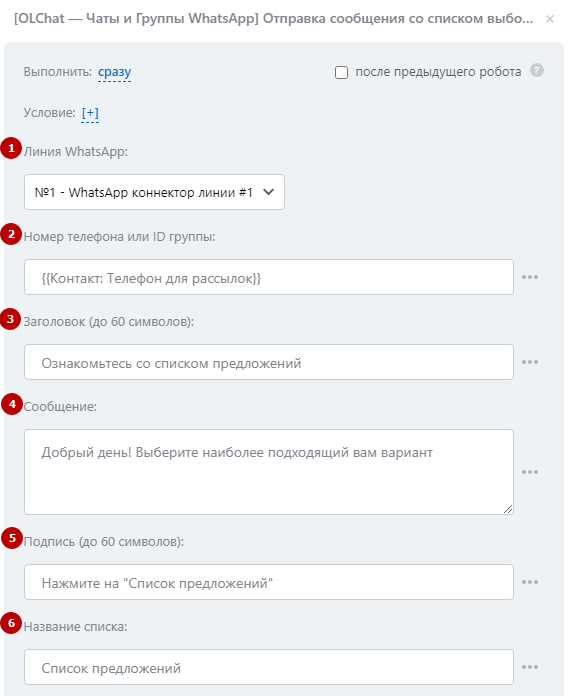 [OLChat — Чаты и Группы WhatsApp] Отправка сообщения со списком выбо... ×
Выполнить: сразу после предыдущего робота ?
Условие: [+]
1 Линия WhatsApp:
№1 - WhatsApp коннектор линии #1
2 Номер телефона или ID группы:
{{Контакт: Телефон для рассылок}} •••
3 Заголовок (до 60 символов):
Ознакомьтесь со списком предложений •••
4 Сообщение:
Добрый день! Выберите наиболее подходящий вам вариант •••
5 Подпись (до 60 символов):
Нажмите на "Список предложений" •••
6 Название списка:
Список предложений •••